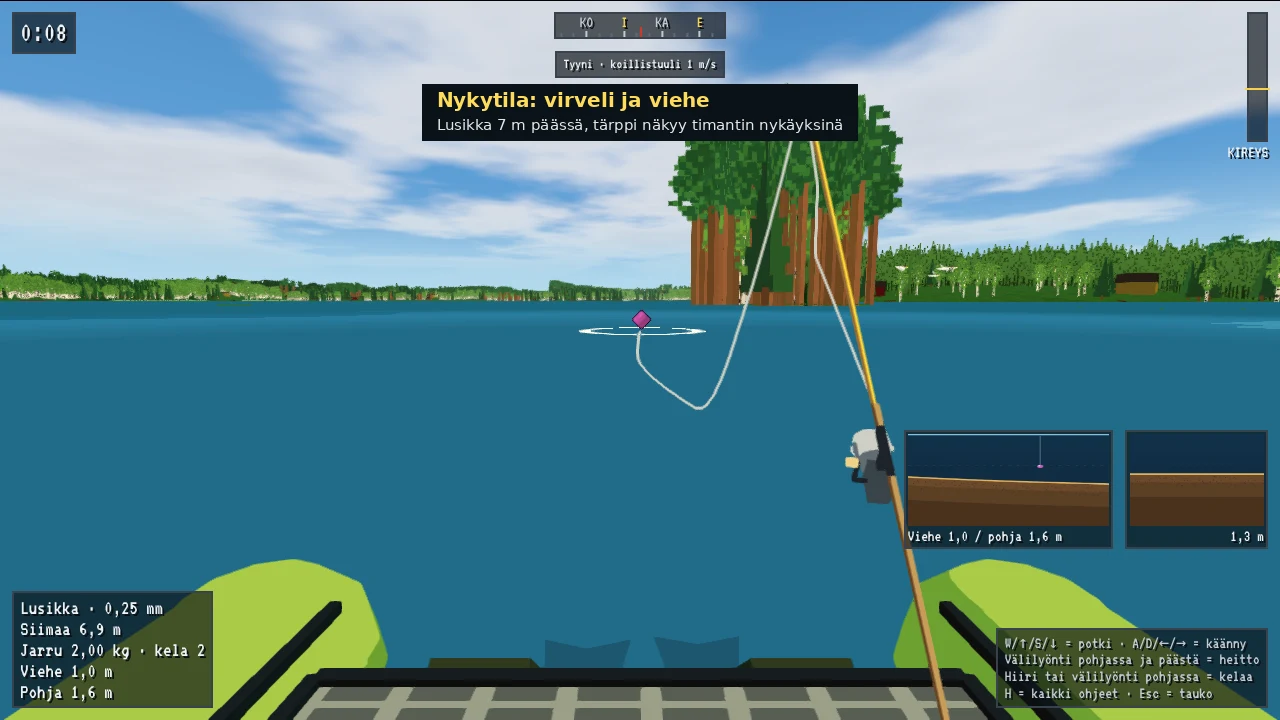 0:08
KO I KA E
Tyyni · koillistuuli 1 m/s
Nykytila: virveli ja viehe
Lusikka 7 m päässä, tärppi näkyy timantin nykäyksinä
KIREYS
Viehe 1,0 / pohja 1,6 m
1,3 m
Lusikka · 0,25 mm
Siimaa 6,9 m
Jarru 2,00 kg · kela 2
Viehe 1,0 m
Pohja 1,6 m
W/↑/S/↓ = potki · A/D/←/→ = käänny
Välilyönti pohjassa ja päästä = heitto
Hiiri tai välilyönti pohjassa = kelaa
H = kaikki ohjeet · Esc = tauko